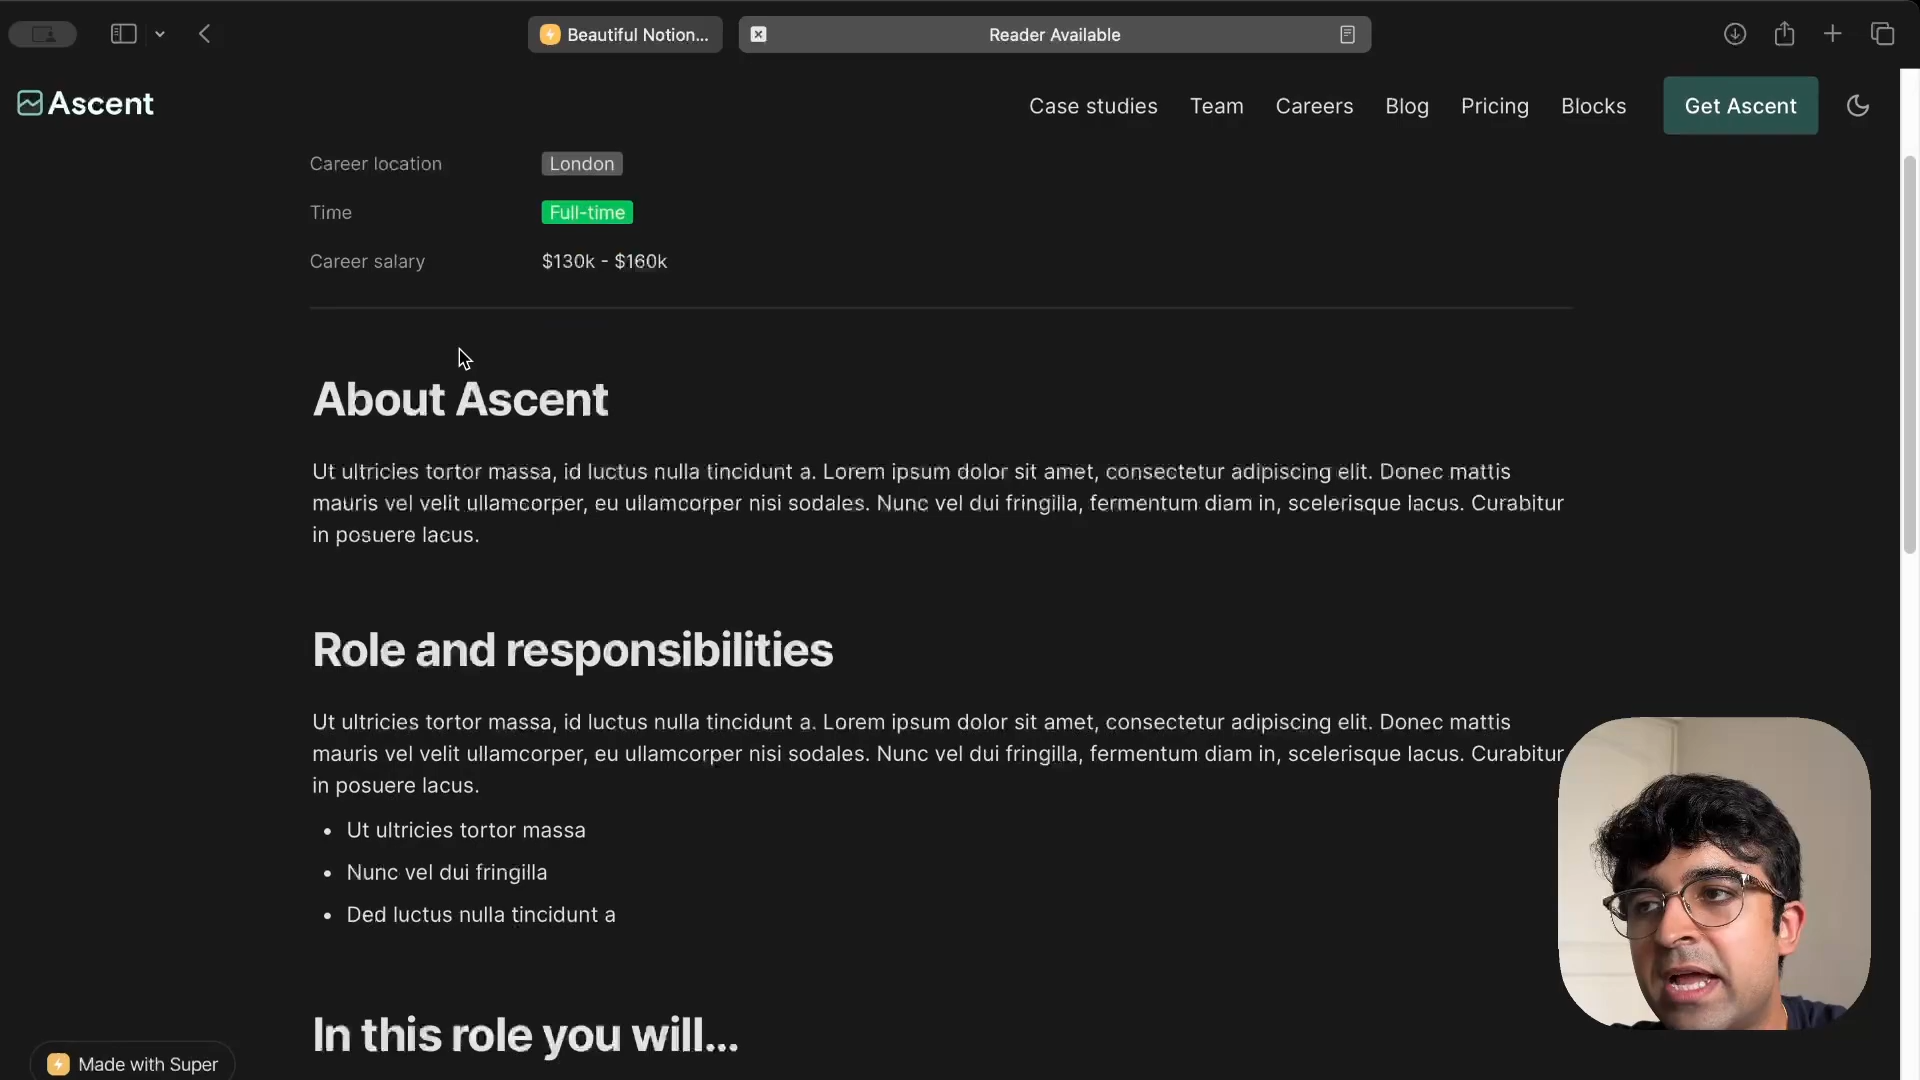 Beautiful Notion...
Reader Available
Ascent
Case studies
Team
Careers
Blog
Pricing
Blocks
Get Ascent
Career location
London
Time
Full-time
Career salary
$130k - $160k
About Ascent
Ut ultricies tortor massa, id luctus nulla tincidunt a. Lorem ipsum dolor sit amet, consectetur adipiscing elit. Donec mattis
mauris vel velit ullamcorper, eu ullamcorper nisi sodales. Nunc vel dui fringilla, fermentum diam in, scelerisque lacus. Curabitur
in posuere lacus.
Role and responsibilities
Ut ultricies tortor massa, id luctus nulla tincidunt a. Lorem ipsum dolor sit amet, consectetur adipiscing elit. Donec mattis
mauris vel velit ullamcorper, eu ullamcorper nisi sodales. Nunc vel dui fringilla, fermentum diam in, scelerisque lacus. Curabitur
in posuere lacus.
• Ut ultricies tortor massa
• Nunc vel dui fringilla
• Ded luctus nulla tincidunt a
In this role you will...
Made with Super